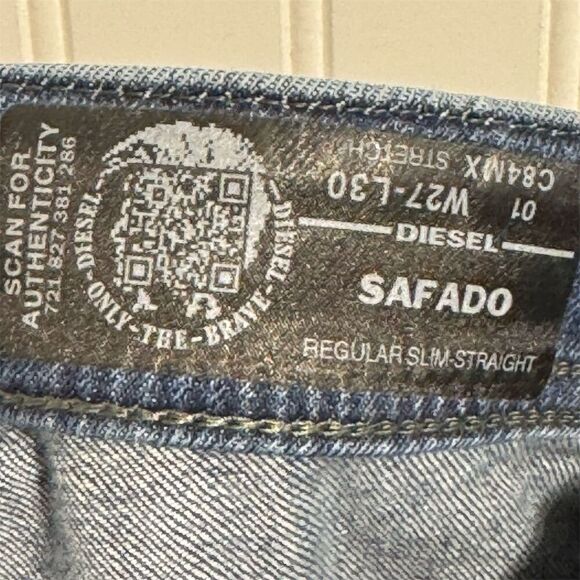 SCAN FOR
AUTHENTICITY
721 827 381 286
DIESEL
ONLY-THE-BRAVE
DIESEL
C84MX STRETCH
01 W27-L30
DIESEL
SAFADO
REGULAR SLIM-STRAIGHT